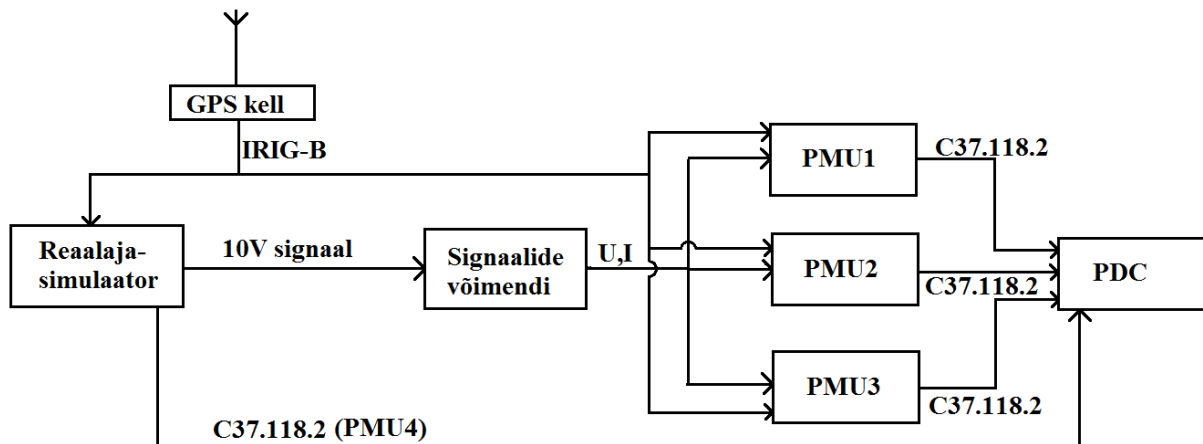 GPS kell
IRIG-B
PMU1
C37.118.2
Reaalaja-
simulaator
10V signaal
Signaalide
võimendi
U,I
PMU2
C37.118.2
PDC
PMU3
C37.118.2
C37.118.2 (PMU4)